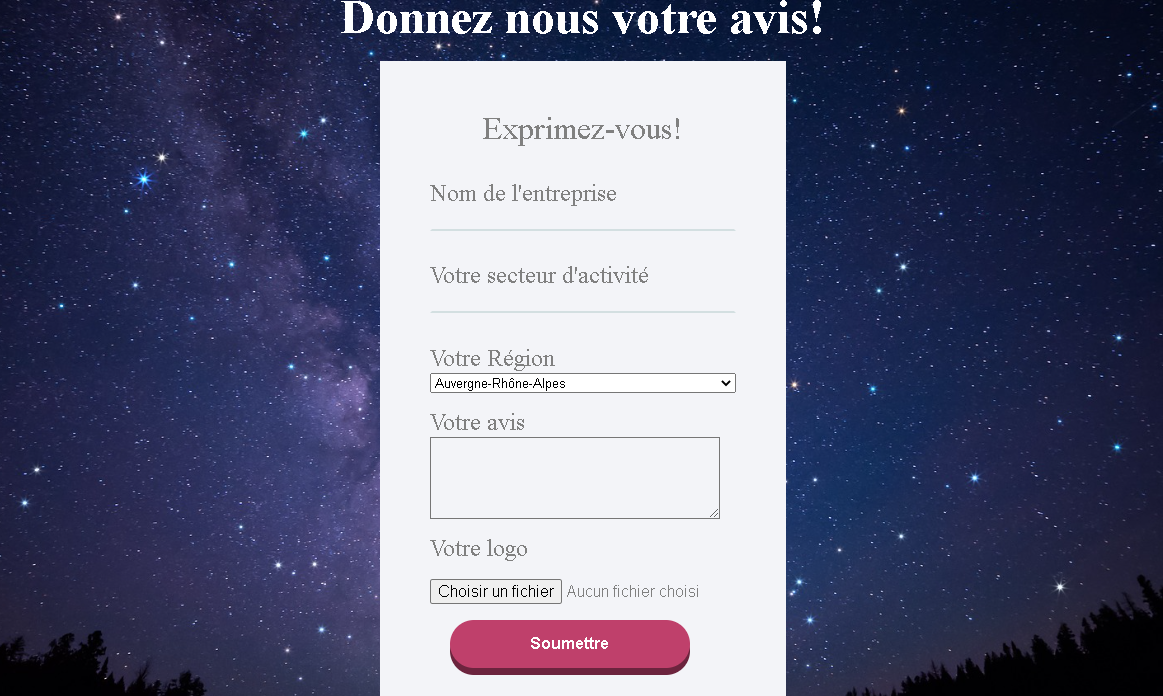 Donnez nous votre avis!
Exprimez-vous!
Nom de l'entreprise
Votre secteur d'activité
Votre Région
Auvergne-Rhône-Alpes
Votre avis
Votre logo
Choisir un fichier Aucun fichier choisi
Soumettre